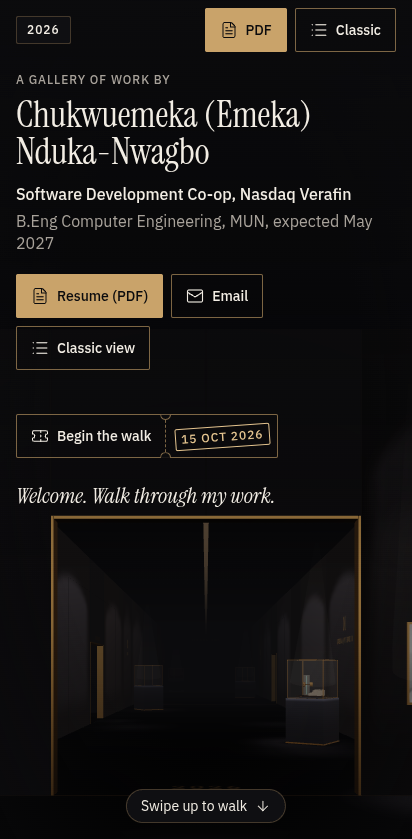 2026
PDF
Classic
A GALLERY OF WORK BY
Chukwuemeka (Emeka)
Nduka-Nwagbo
Software Development Co-op, Nasdaq Verafin
B.Eng Computer Engineering, MUN, expected May
2027
Resume (PDF)
Email
Classic view
Begin the walk
15 OCT 2026
Welcome. Walk through my work.
Swipe up to walk